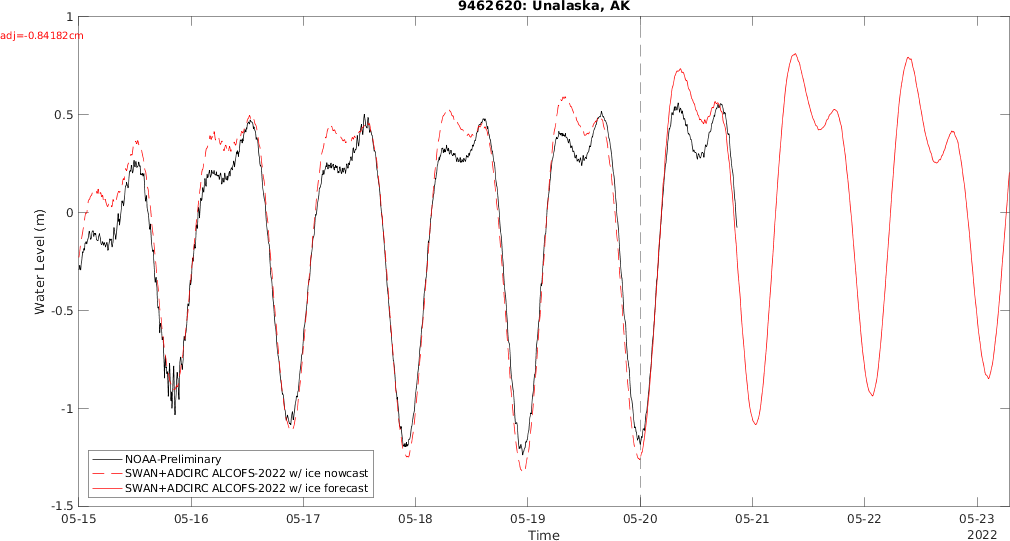 9462620: Unalaska, AK
adj=-0.84182cm
1
0.5
0
-0.5
-1
-1.5
Water Level (m)
NOAA-Preliminary
SWAN+ADCIRC ALCOFS-2022 w/ ice nowcast
SWAN+ADCIRC ALCOFS-2022 w/ ice forecast
05-15 05-16 05-17 05-18 05-19 05-20 05-21 05-22 05-23
Time
2022